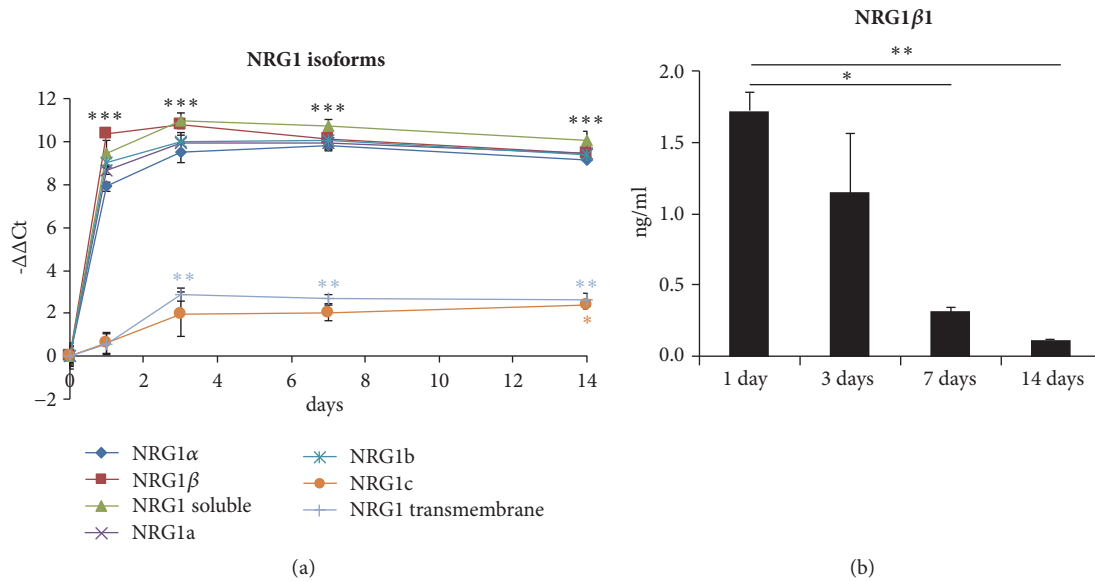 NRG1 isoforms
12
10
8
6
4
2
0
−2
-ΔΔCt
***
***
***
***
**
**
**
*
0
2
4
6
8
10
12
14
days
NRG1α
NRG1β
NRG1 soluble
NRG1a
NRG1b
NRG1c
NRG1 transmembrane
(a)
NRG1β1
**
*
2.0
1.5
1.0
0.5
0.0
ng/ml
1 day
3 days
7 days
14 days
(b)